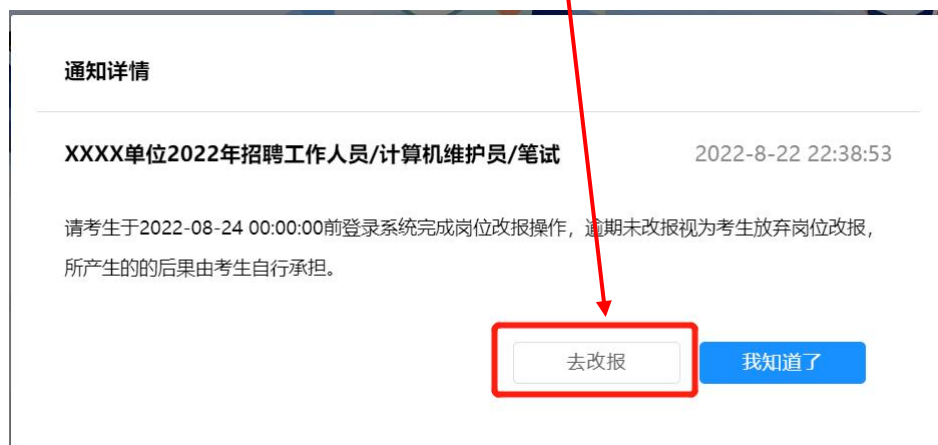 通知详情
XXXX单位2022年招聘工作人员/计算机维护员/笔试 2022-8-22 22:38:53
请考生于2022-08-24 00:00:00前登录系统完成岗位改报操作，逾期未改报视为考生放弃岗位改报，
所产生的的后果由考生自行承担。
去改报 我知道了